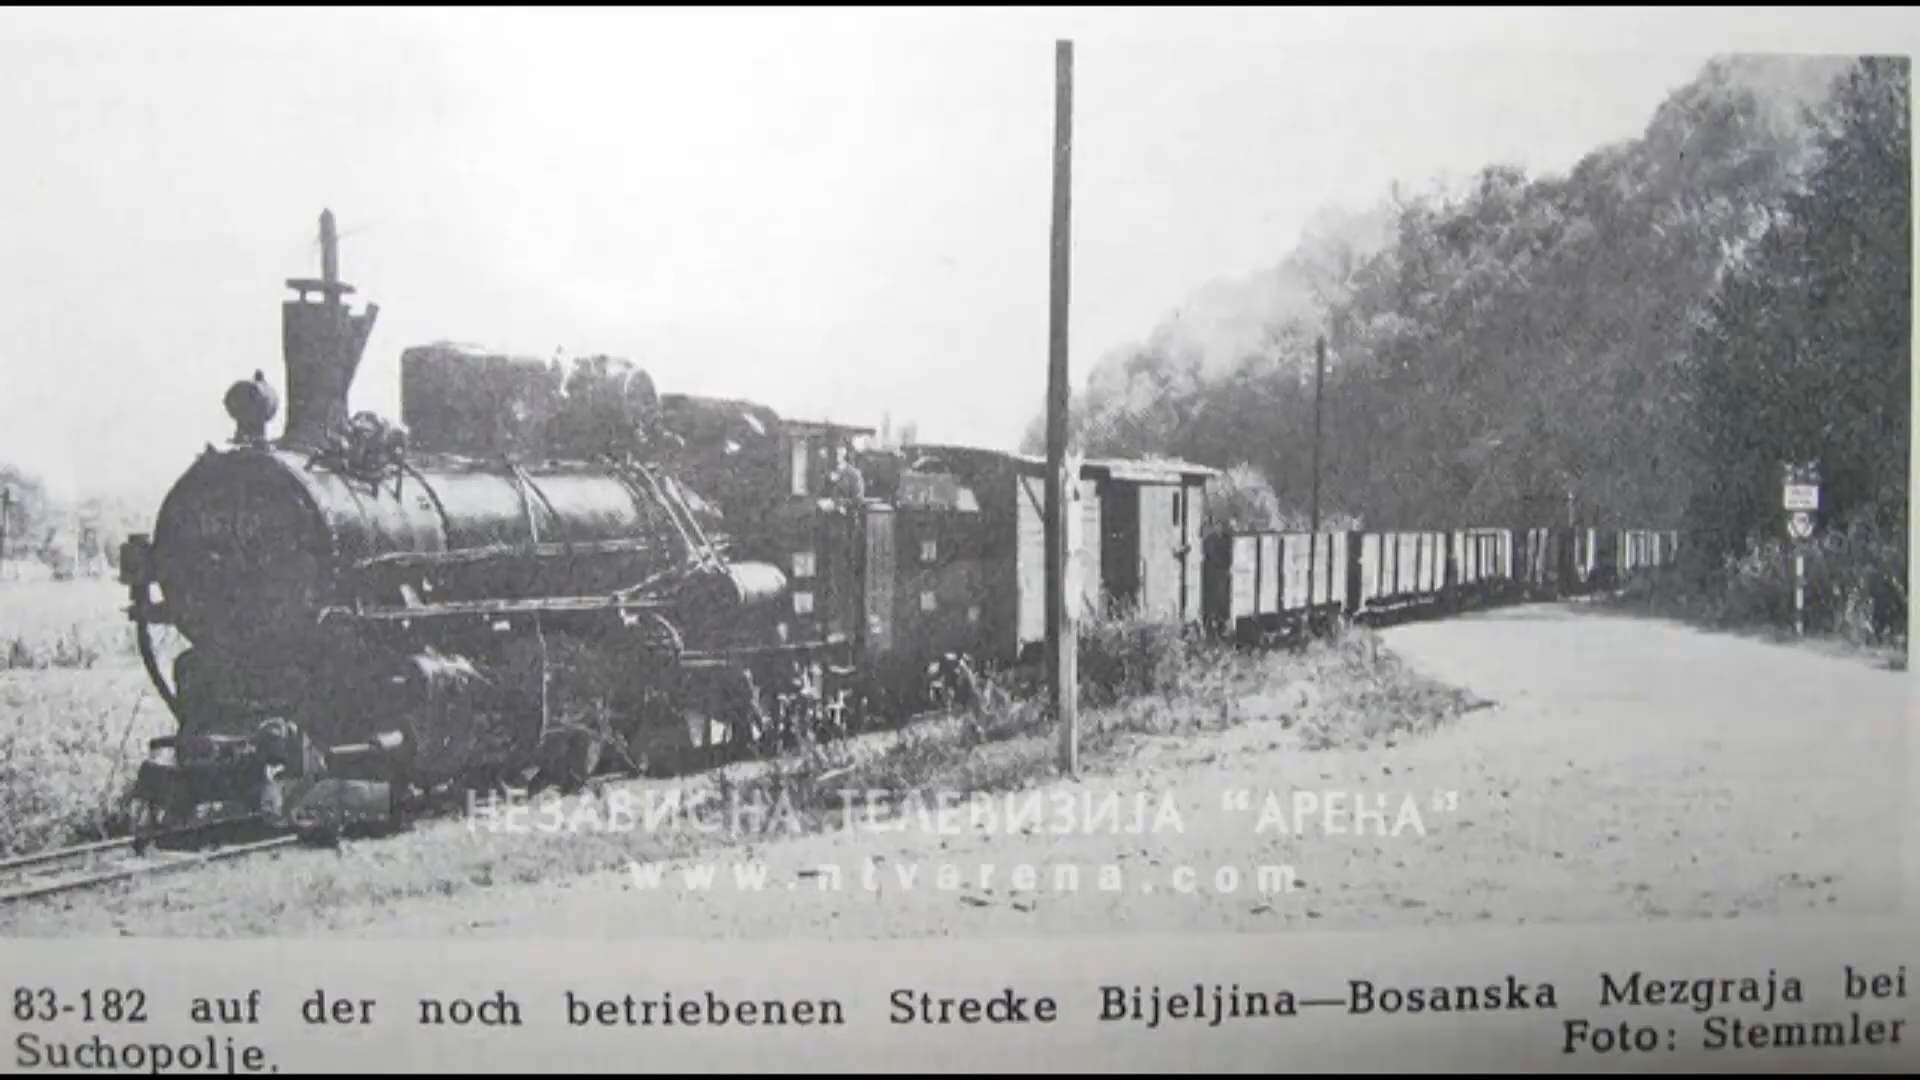 НЕЗАВИСНА ТЕЛЕВИЗИЈА “АРЕНА”
www.ntvarena.com
83-182 auf der noch betriebenen Strecke Bijeljina—Bosanska Mezgraja bei
Suchopolje. Foto: Stemmler